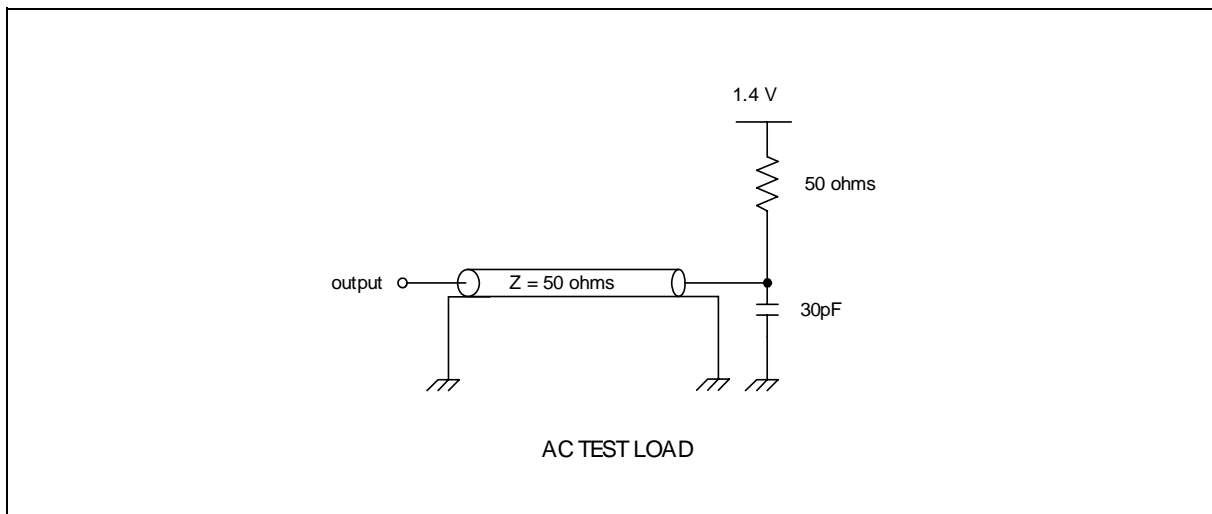 1.4 V
50 ohms
output
Z = 50 ohms
30pF
AC TEST LOAD